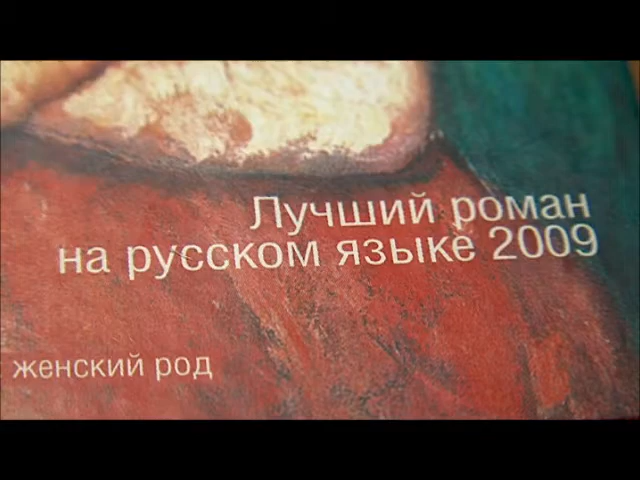 Лучший роман
на русском языке 2009
женский род